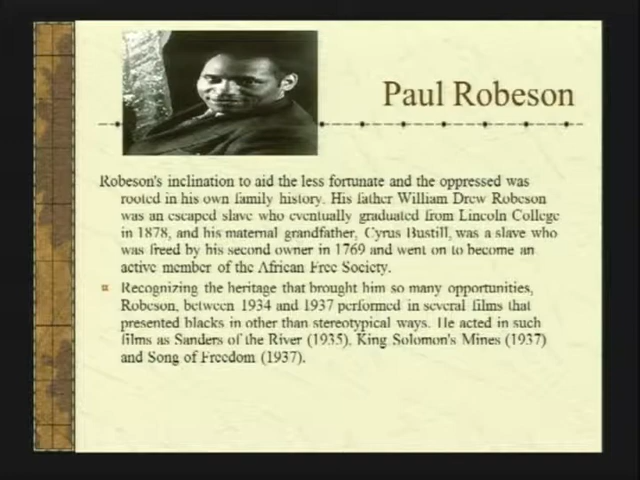 Paul Robeson
Robeson's inclination to aid the less fortunate and the oppressed was
rooted in his own family history. His father William Drew Robeson
was an escaped slave who eventually graduated from Lincoln College
in 1878, and his maternal grandfather, Cyrus Bustill, was a slave who
was freed by his second owner in 1769 and went on to become an
active member of the African Free Society.
Recognizing the heritage that brought him so many opportunities,
Robeson, between 1934 and 1937 performed in several films that
presented blacks in other than stereotypical ways. He acted in such
films as Sanders of the River (1935), King Solomon's Mines (1937)
and Song of Freedom (1937).